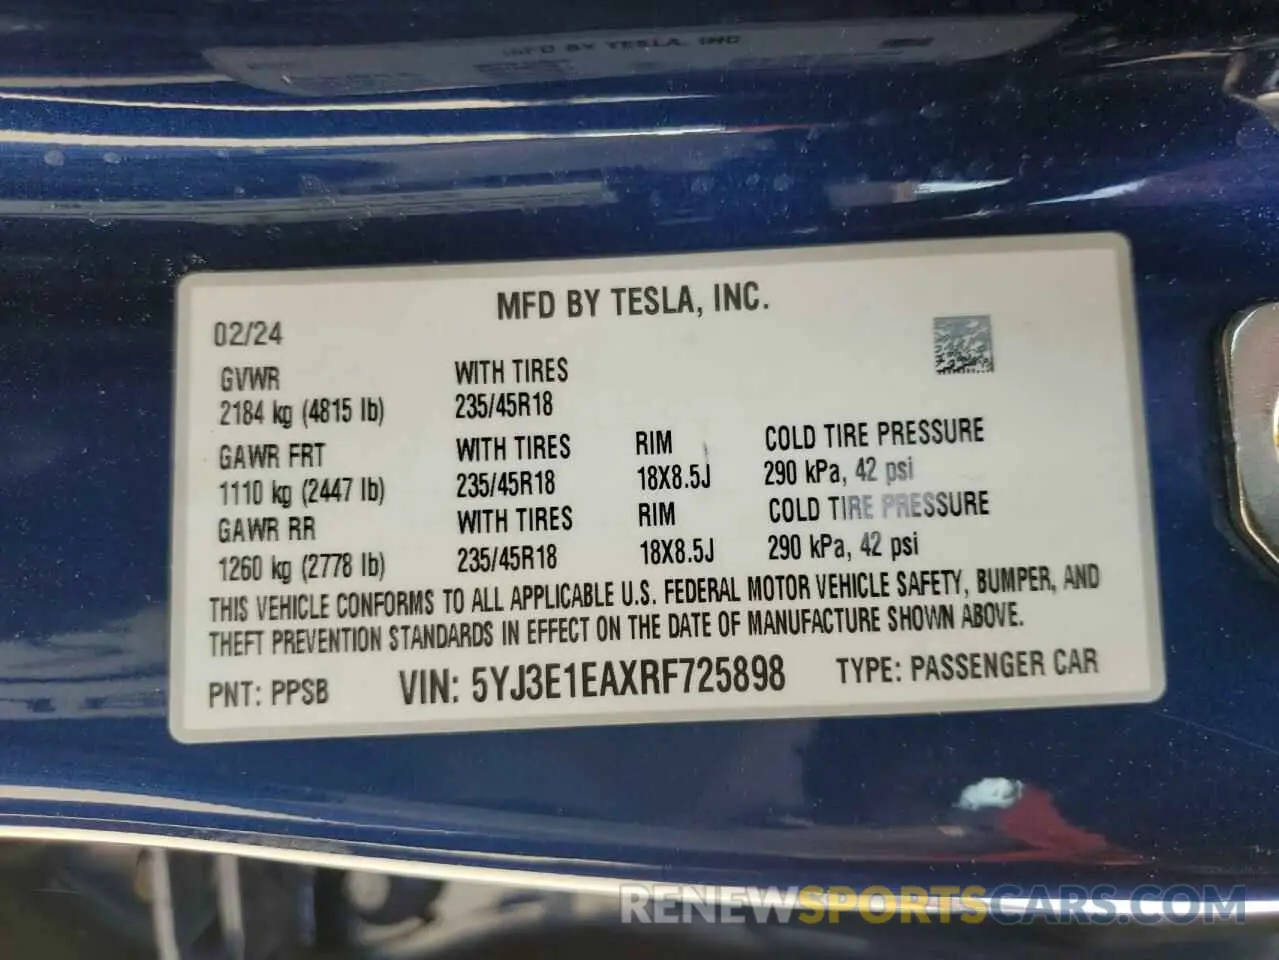 MFD BY TESLA, INC.
MFD BY TESLA, INC.
02/24
GVWR WITH TIRES
2184 kg (4815 lb) 235/45R18
GAWR FRT WITH TIRES RIM COLD TIRE PRESSURE
1110 kg (2447 lb) 235/45R18 18X8.5J 290 kPa, 42 psi
GAWR RR WITH TIRES RIM COLD TIRE PRESSURE
1260 kg (2778 lb) 235/45R18 18X8.5J 290 kPa, 42 psi
THIS VEHICLE CONFORMS TO ALL APPLICABLE U.S. FEDERAL MOTOR VEHICLE SAFETY, BUMPER, AND
THEFT PREVENTION STANDARDS IN EFFECT ON THE DATE OF MANUFACTURE SHOWN ABOVE.
PNT: PPSB VIN: 5YJ3E1EAXRF725898 TYPE: PASSENGER CAR
RENEWSPORTSCARS.COM